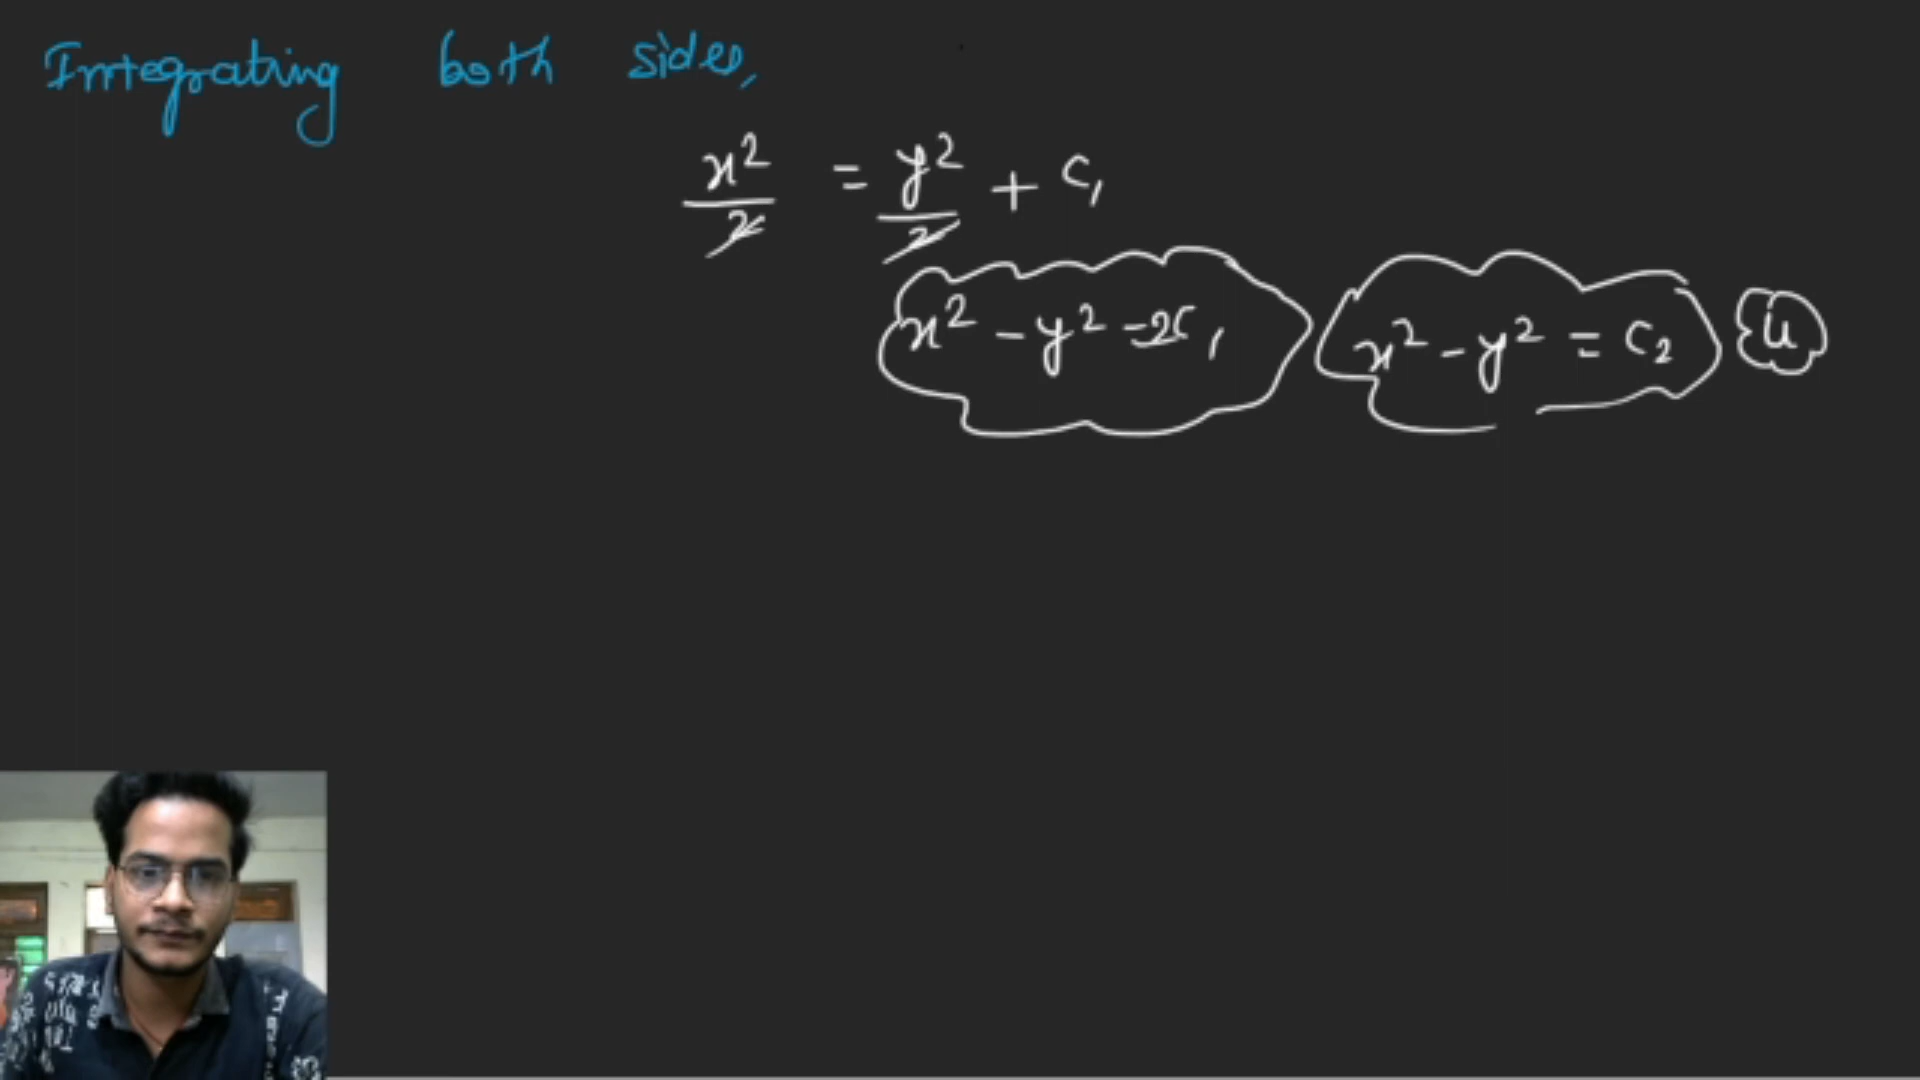 Integrating both sides,
x²/2 = y²/2 + c₁
x² - y² = 2c₁ x² - y² = c₂ u